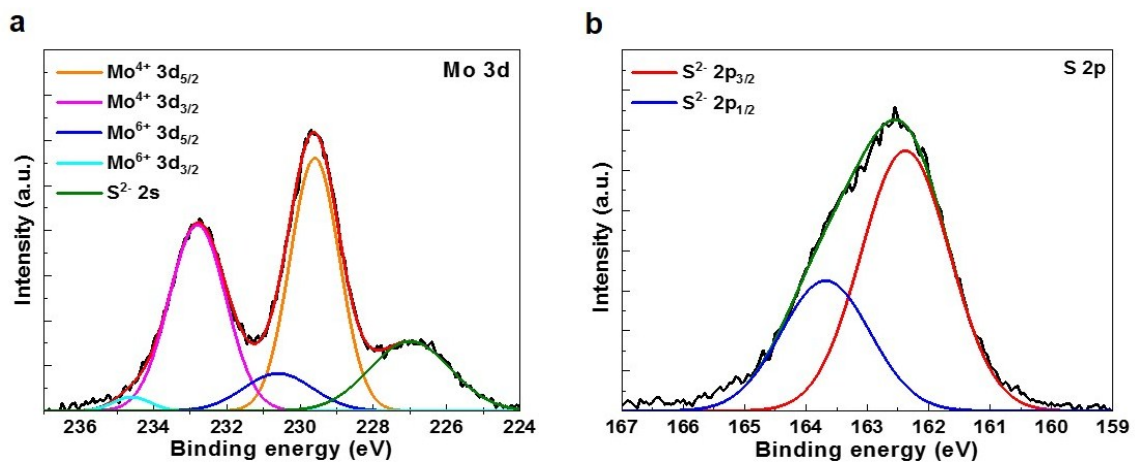 a
Mo 3d
Mo⁴⁺ 3d₅/₂
Mo⁴⁺ 3d₃/₂
Mo⁶⁺ 3d₅/₂
Mo⁶⁺ 3d₃/₂
S²⁻ 2s
Intensity (a.u.)
236 234 232 230 228 226 224
Binding energy (eV)
b
S 2p
S²⁻ 2p₃/₂
S²⁻ 2p₁/₂
Intensity (a.u.)
167 166 165 164 163 162 161 160 159
Binding energy (eV)